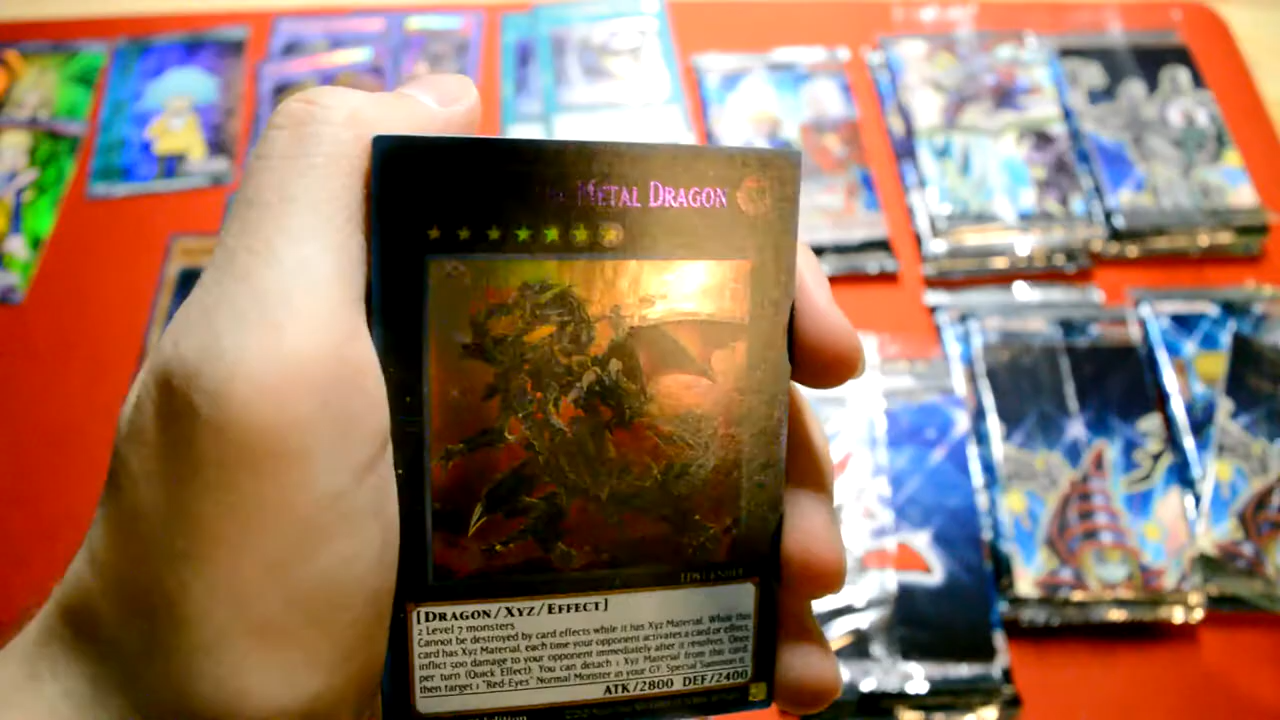 METAL DRAGON
[DRAGON/XYZ/EFFECT]
2 Level 7 monsters
Cannot be destroyed by card effects while it has Xyz Material. While this
card has Xyz Material, each time your opponent activates a card or effect,
inflict 500 damage to your opponent immediately after it resolves. Once
per turn (Quick Effect): You can detach 1 Xyz Material from this card,
then target 1 "Red-Eyes" Normal Monster in your GY; Special Summon it.
ATK/2800 DEF/2400
Edition